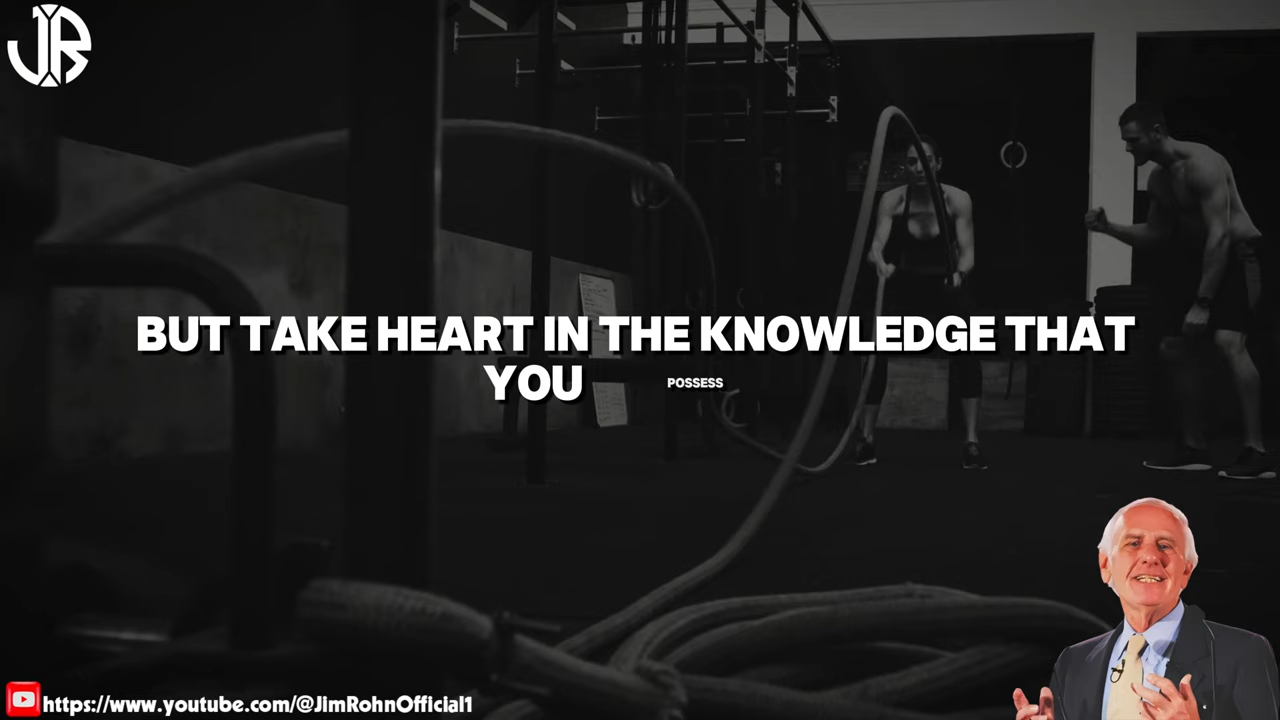 JR
BUT TAKE HEART IN THE KNOWLEDGE THAT
YOU POSSESS
https://www.youtube.com/@JimRohnOfficial1